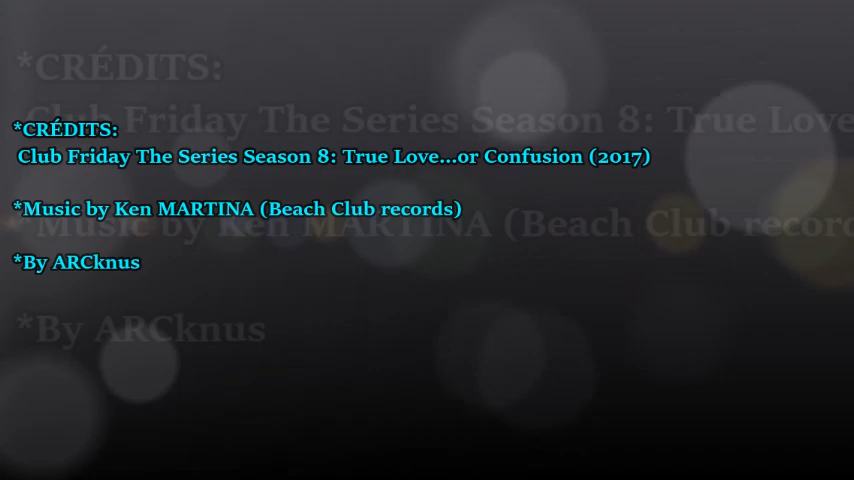 *CRÉDITS:
Club Friday The Series Season 8: True Love...or Confusion (2017)
*Music by Ken MARTINA (Beach Club records)
*By ARCknus